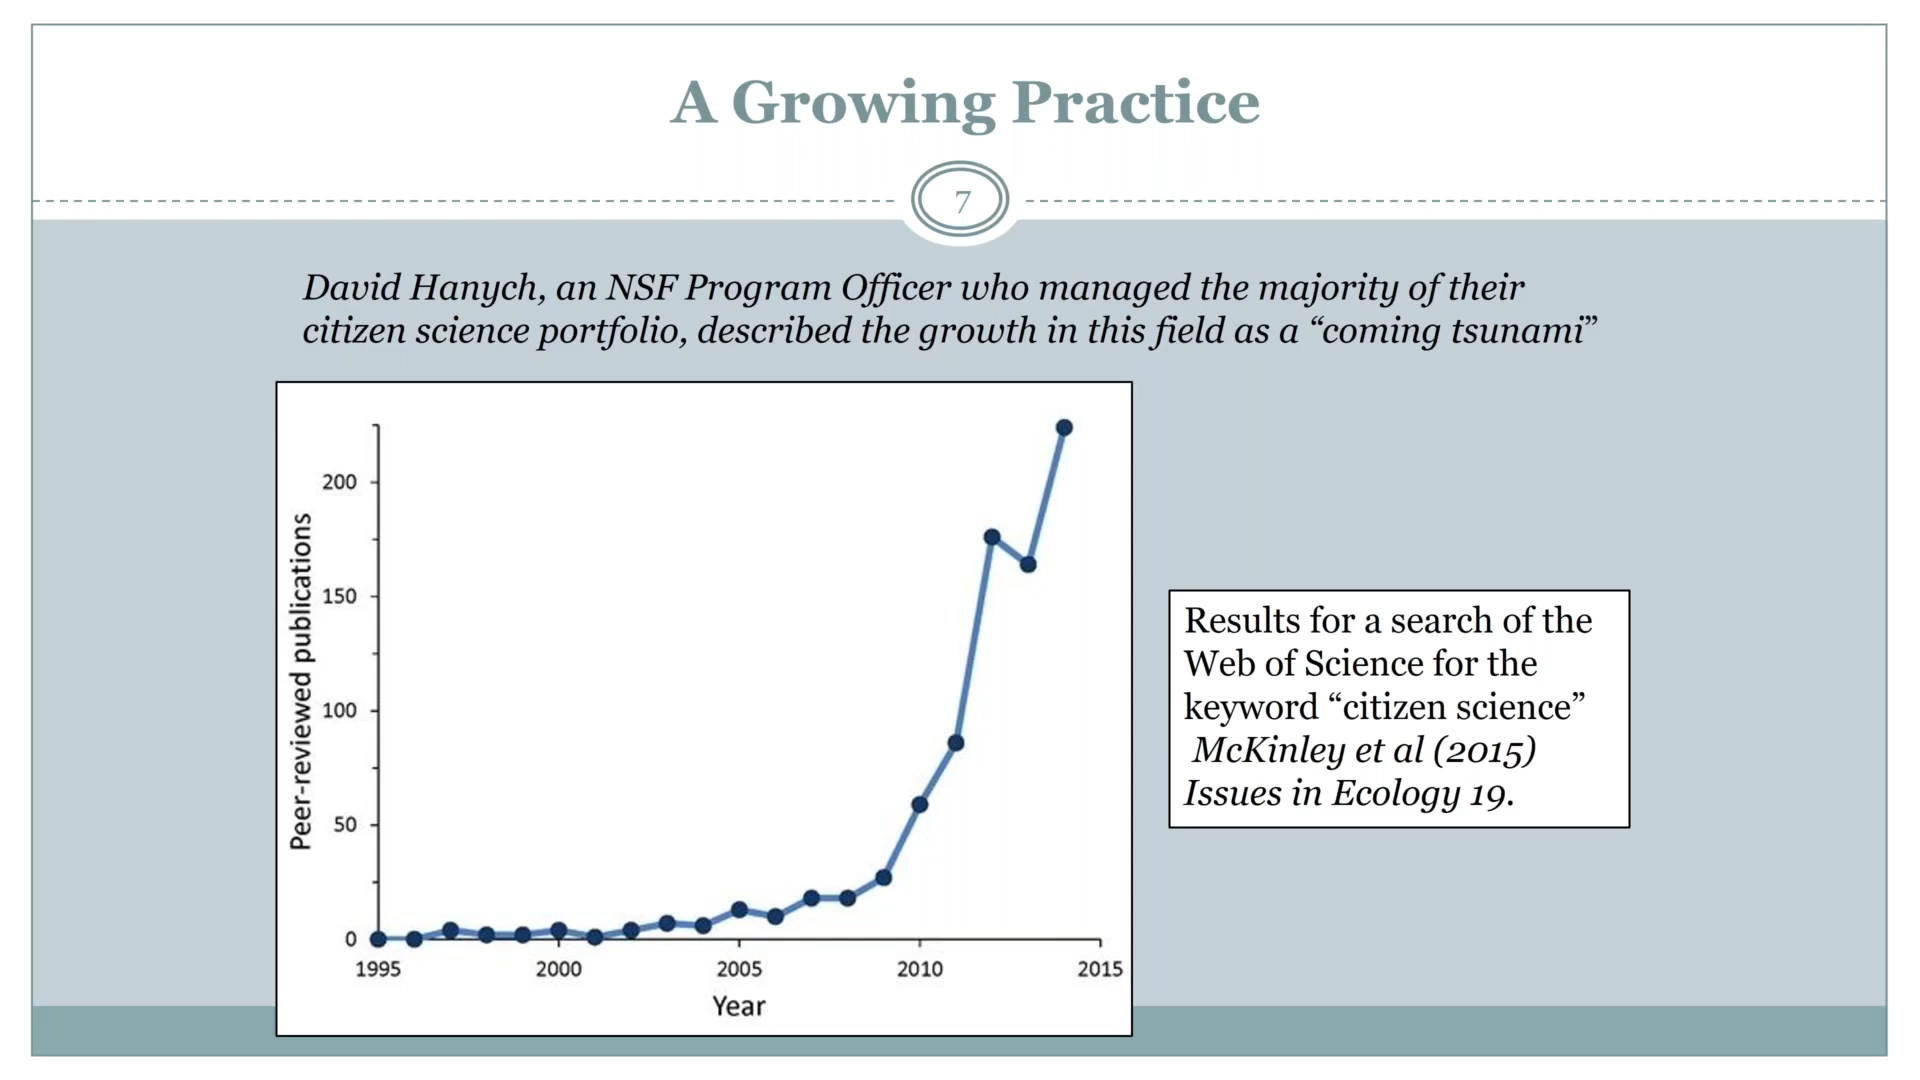 A Growing Practice
7
David Hanych, an NSF Program Officer who managed the majority of their
citizen science portfolio, described the growth in this field as a “coming tsunami”
200
150
100
50
0
Peer-reviewed publications
1995
2000
2005
2010
2015
Year
Results for a search of the
Web of Science for the
keyword “citizen science”
McKinley et al (2015)
Issues in Ecology 19.